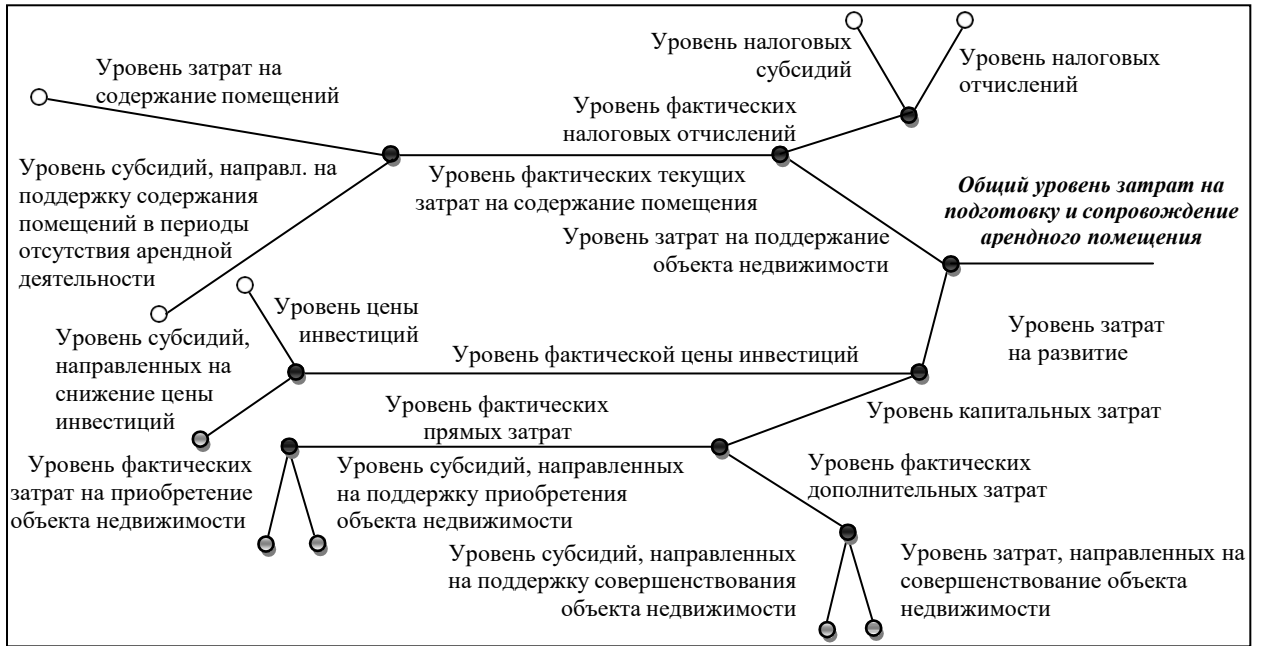 Уровень затрат на
содержание помещений
Уровень налоговых
субсидий
Уровень налоговых
отчислений
Уровень фактических
налоговых отчислений
Уровень субсидий, направл. на
поддержку содержания
помещений в периоды
отсутствия арендной
деятельности
Уровень фактических текущих
затрат на содержание помещения
Общий уровень затрат на
подготовку и сопровождение
арендного помещения
Уровень затрат на поддержание
объекта недвижимости
Уровень цены
инвестиций
Уровень субсидий,
направленных на
снижение цены
инвестиций
Уровень фактической цены инвестиций
Уровень затрат
на развитие
Уровень фактических
прямых затрат
Уровень капитальных затрат
Уровень фактических
затрат на приобретение
объекта недвижимости
Уровень субсидий, направленных
на поддержку приобретения
объекта недвижимости
Уровень фактических
дополнительных затрат
Уровень субсидий, направленных
на поддержку совершенствования
объекта недвижимости
Уровень затрат, направленных на
совершенствование объекта
недвижимости